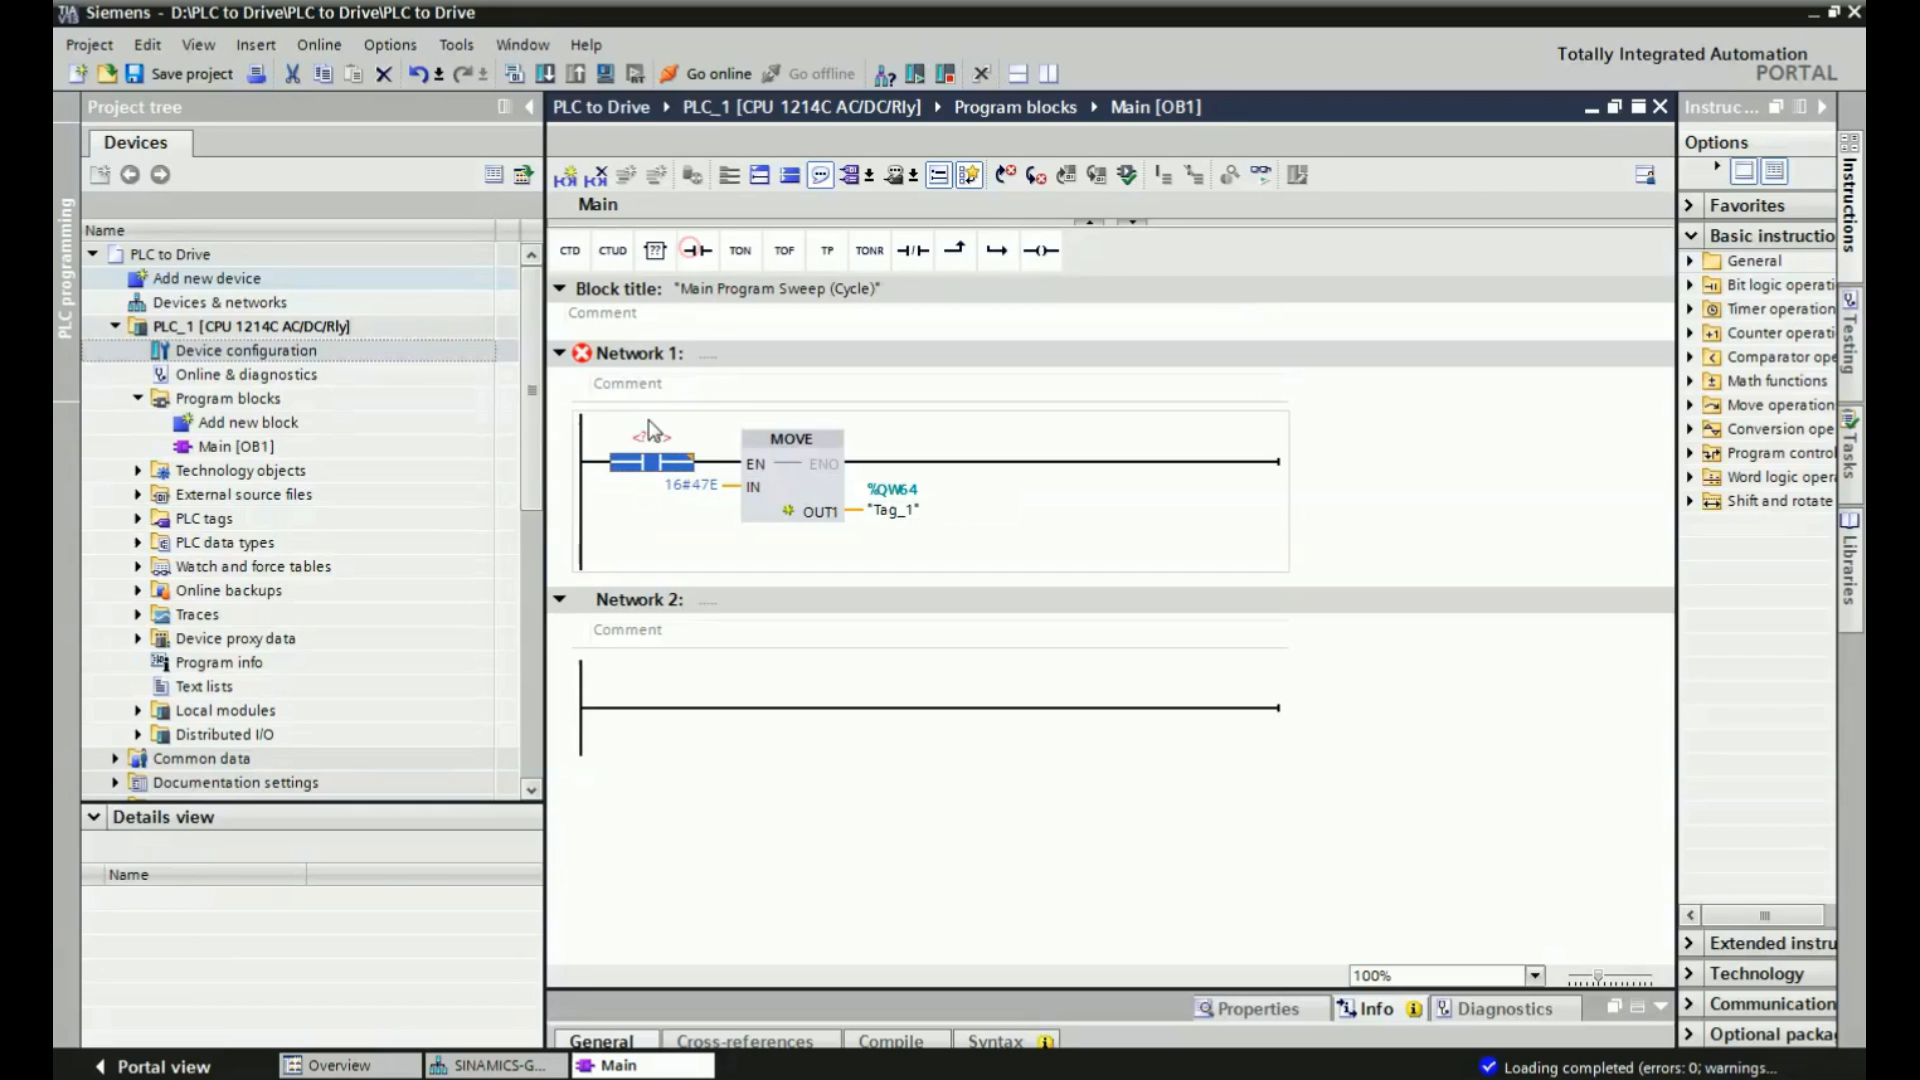 Siemens - D:\PLC to Drive\PLC to Drive\PLC to Drive
Project Edit View Insert Online Options Tools Window Help
Totally Integrated Automation
PORTAL
Save project Go online Go offline
Project tree
PLC to Drive PLC_1 [CPU 1214C AC/DC/Rly] Program blocks Main [OB1]
Instruc...
Devices
Options
PLC programming
Main
Name
CTD CTUD ?? TON TOF TP TONR
Block title: "Main Program Sweep (Cycle)"
Comment
Network 1: .....
Comment
MOVE
EN ENO
16#47E IN
%QW64
OUT1 "Tag_1"
Network 2: .....
Comment
PLC to Drive
Add new device
Devices & networks
PLC_1 [CPU 1214C AC/DC/Rly]
Device configuration
Online & diagnostics
Program blocks
Add new block
Main [OB1]
Technology objects
External source files
PLC tags
PLC data types
Watch and force tables
Online backups
Traces
Device proxy data
Program info
Text lists
Local modules
Distributed I/O
Common data
Documentation settings
Details view
Name
Favorites
Basic instructio
General
Bit logic operati
Timer operation
Counter operati
Comparator ope
Math functions
Move operation
Conversion ope
Program control
Word logic opera
Shift and rotate
Extended instru
Technology
Communication
Optional packa
Instructions
Testing
Tasks
Libraries
100%
Properties Info Diagnostics
General Cross-references Compile Syntax
Portal view Overview SINAMICS-G... Main
Loading completed (errors: 0; warnings...